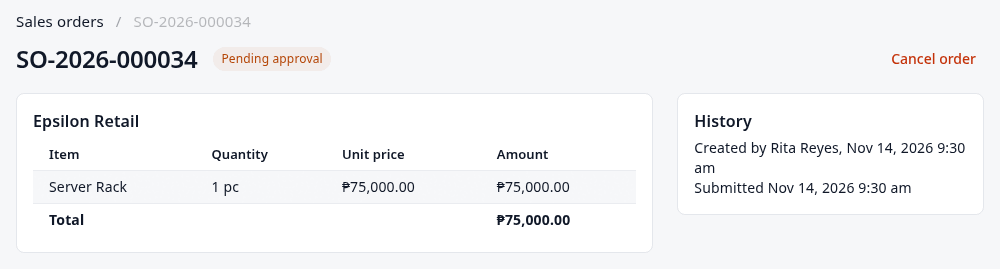 Sales orders / SO-2026-000034
SO-2026-000034 Pending approval Cancel order
Epsilon Retail
Item Quantity Unit price Amount
Server Rack 1 pc ₱75,000.00 ₱75,000.00
Total ₱75,000.00
History
Created by Rita Reyes, Nov 14, 2026 9:30
am
Submitted Nov 14, 2026 9:30 am